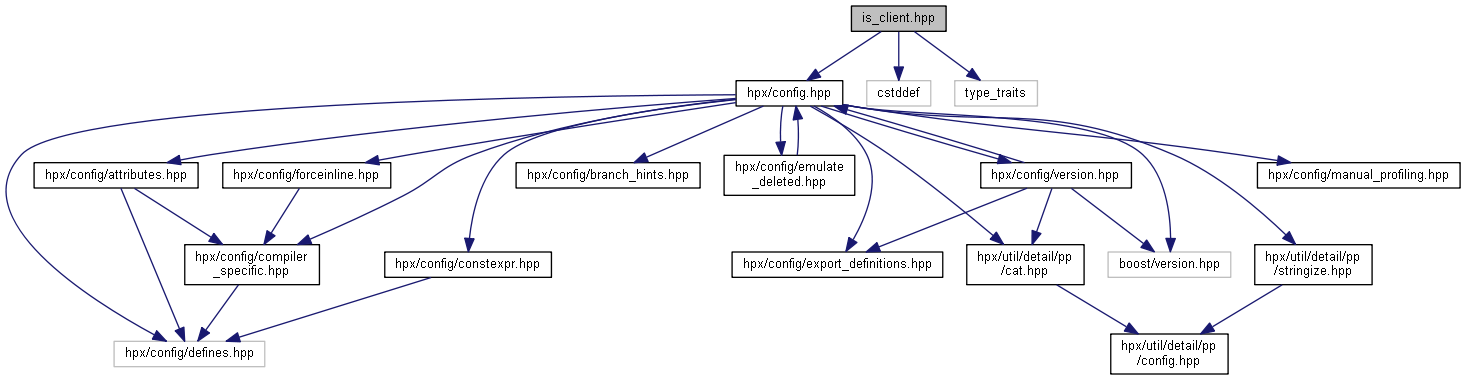 is_client.hpp
hpx/config.hpp
cstddef
type_traits
hpx/config/attributes.hpp
hpx/config/forceinline.hpp
hpx/config/branch_hints.hpp
hpx/config/emulate
_deleted.hpp
hpx/config/version.hpp
hpx/config/manual_profiling.hpp
hpx/config/compiler
_specific.hpp
hpx/config/constexpr.hpp
hpx/config/export_definitions.hpp
hpx/util/detail/pp
/cat.hpp
boost/version.hpp
hpx/util/detail/pp
/stringize.hpp
hpx/config/defines.hpp
hpx/util/detail/pp
/config.hpp